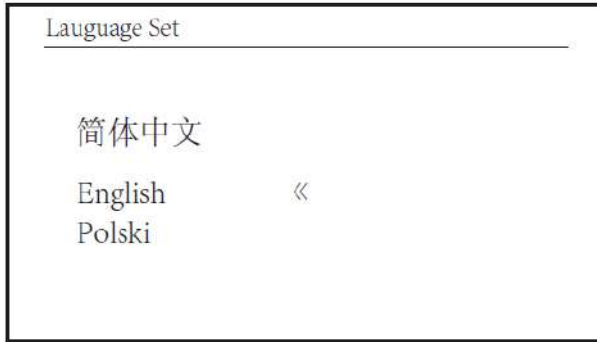 Lauguage Set
简体中文
English 《
Polski